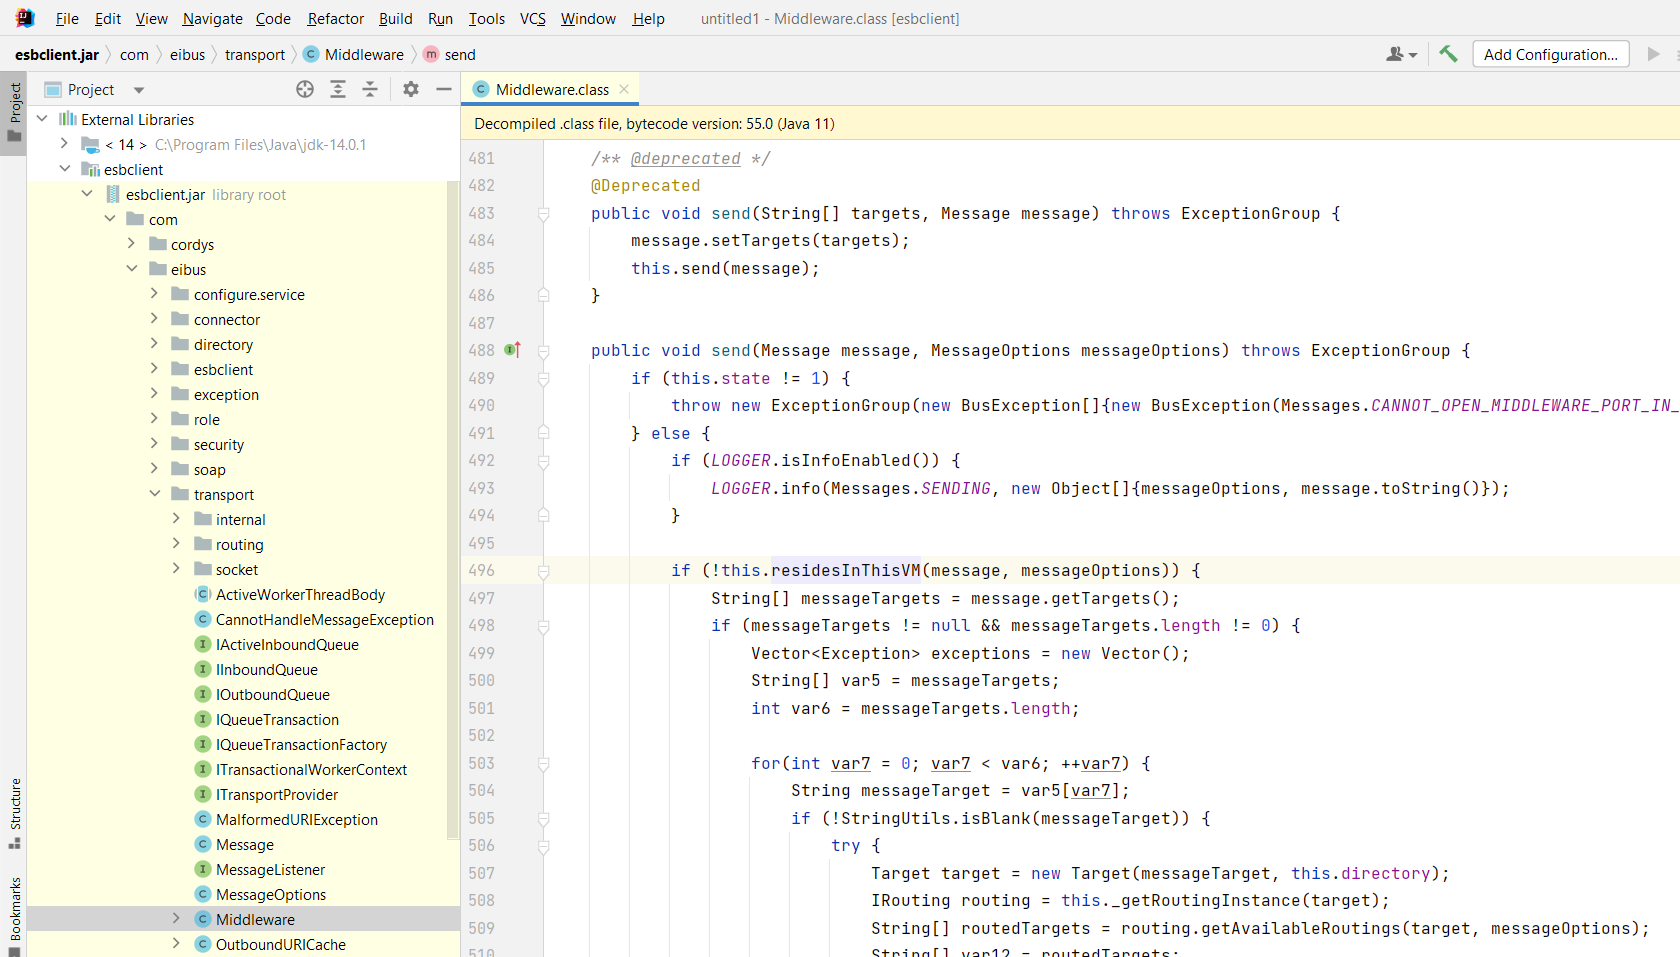 File Edit View Navigate Code Refactor Build Run Tools VCS Window Help untitled1 - Middleware.class [esbclient]
esbclient.jar com eibus transport Middleware send Add Configuration...
Project
Project
Middleware.class
External Libraries
< 14 > C:\Program Files\Java\jdk-14.0.1
esbclient
esbclient.jar library root
com
cordys
eibus
configure.service
connector
directory
esbclient
exception
role
security
soap
transport
internal
routing
socket
ActiveWorkerThreadBody
CannotHandleMessageException
IActiveInboundQueue
IInboundQueue
IOutboundQueue
IQueueTransaction
IQueueTransactionFactory
ITransactionalWorkerContext
ITransportProvider
MalformedURIException
Message
MessageListener
MessageOptions
Middleware
OutboundURICache
Structure
Bookmarks
Decompiled .class file, bytecode version: 55.0 (Java 11)
481 /** @deprecated */
482 @Deprecated
483 public void send(String[] targets, Message message) throws ExceptionGroup {
484 message.setTargets(targets);
485 this.send(message);
486 }
487
488 public void send(Message message, MessageOptions messageOptions) throws ExceptionGroup {
489 if (this.state != 1) {
490 throw new ExceptionGroup(new BusException[]{new BusException(Messages.CANNOT_OPEN_MIDDLEWARE_PORT_IN_
491 } else {
492 if (LOGGER.isInfoEnabled()) {
493 LOGGER.info(Messages.SENDING, new Object[]{messageOptions, message.toString()});
494 }
495
496 if (!this.residesInThisVM(message, messageOptions)) {
497 String[] messageTargets = message.getTargets();
498 if (messageTargets != null && messageTargets.length != 0) {
499 Vector<Exception> exceptions = new Vector();
500 String[] var5 = messageTargets;
501 int var6 = messageTargets.length;
502
503 for(int var7 = 0; var7 < var6; ++var7) {
504 String messageTarget = var5[var7];
505 if (!StringUtils.isBlank(messageTarget)) {
506 try {
507 Target target = new Target(messageTarget, this.directory);
508 IRouting routing = this._getRoutingInstance(target);
509 String[] routedTargets = routing.getAvailableRoutings(target, messageOptions);
510 String[] var12 = routedTargets;